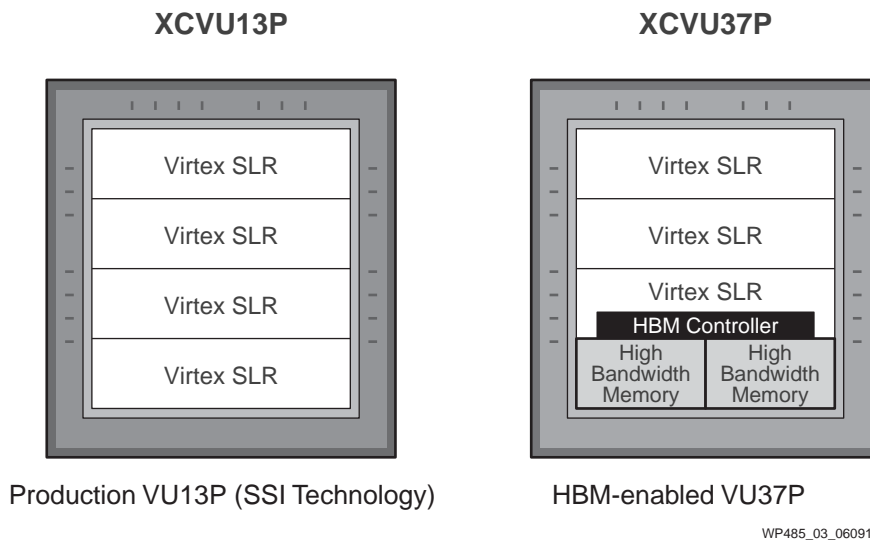 XCVU13P
XCVU37P
Virtex SLR
Virtex SLR
Virtex SLR
Virtex SLR
Virtex SLR
Virtex SLR
Virtex SLR
HBM Controller
High
Bandwidth
Memory
High
Bandwidth
Memory
Production VU13P (SSI Technology)
HBM-enabled VU37P
WP485_03_06091